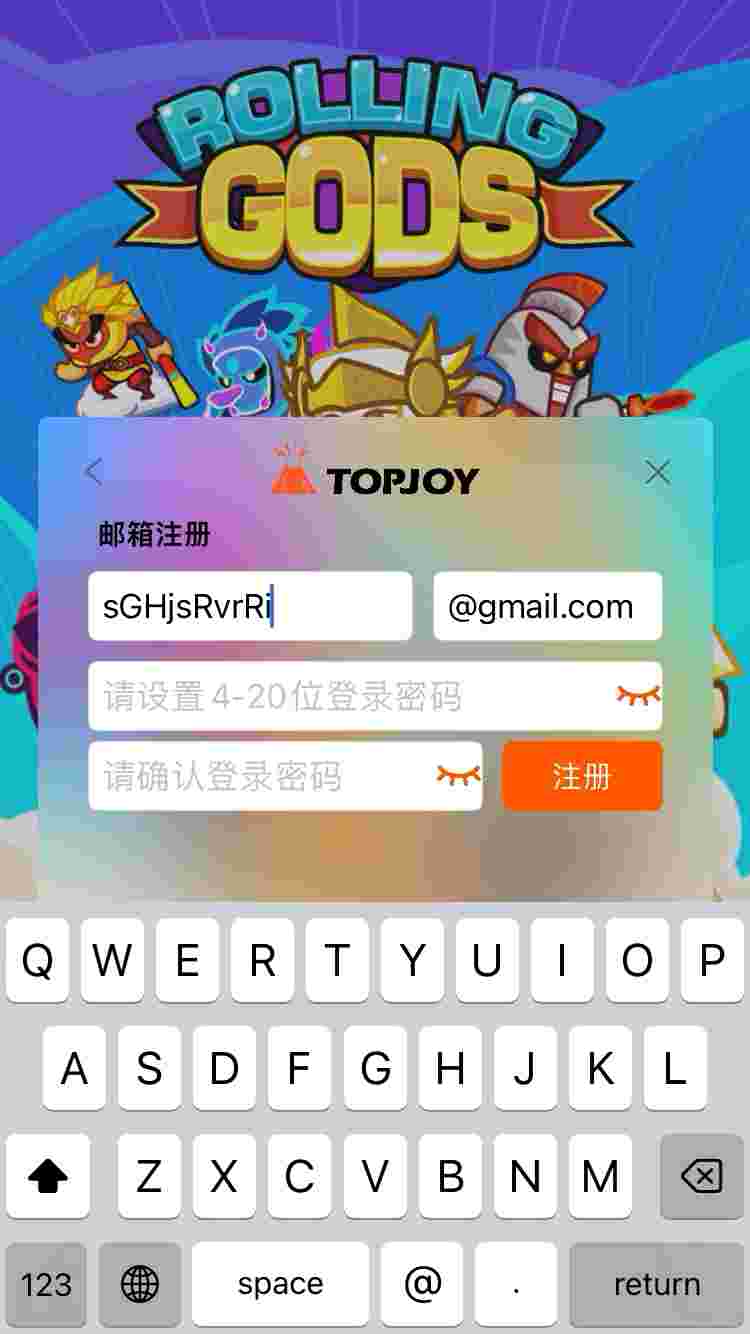 ROLLING
GODS
TOPJOY
邮箱注册
sGHjsRvrRi @gmail.com
请设置4-20位登录密码
请确认登录密码 注册
Q W E R T Y U I O P
A S D F G H J K L
Z X C V B N M
123 space @ . return